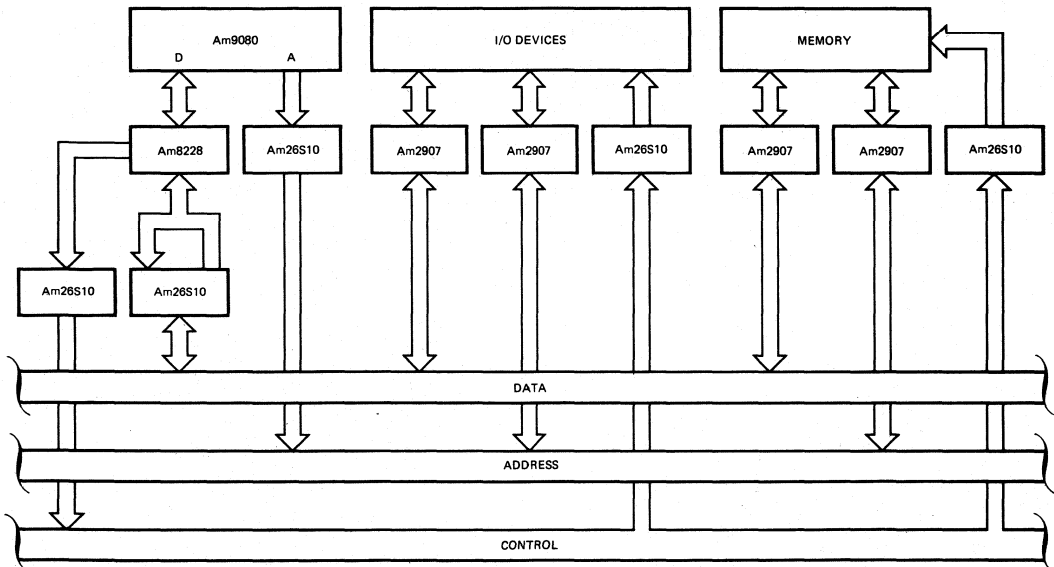 Am9080
D A
I/O DEVICES
MEMORY
Am8228
Am26S10
Am2907
Am2907
Am26S10
Am2907
Am2907
Am26S10
Am26S10
Am26S10
DATA
ADDRESS
CONTROL